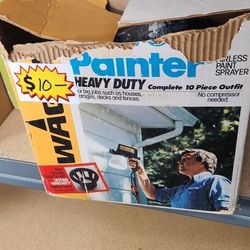 Painter
$10-
RLESS
PAINT
SPRAYER
HEAVY DUTY
Complete 10 Piece Outfit
or big jobs such as houses,
arages, decks and fences.
No compressor
needed.
WAG